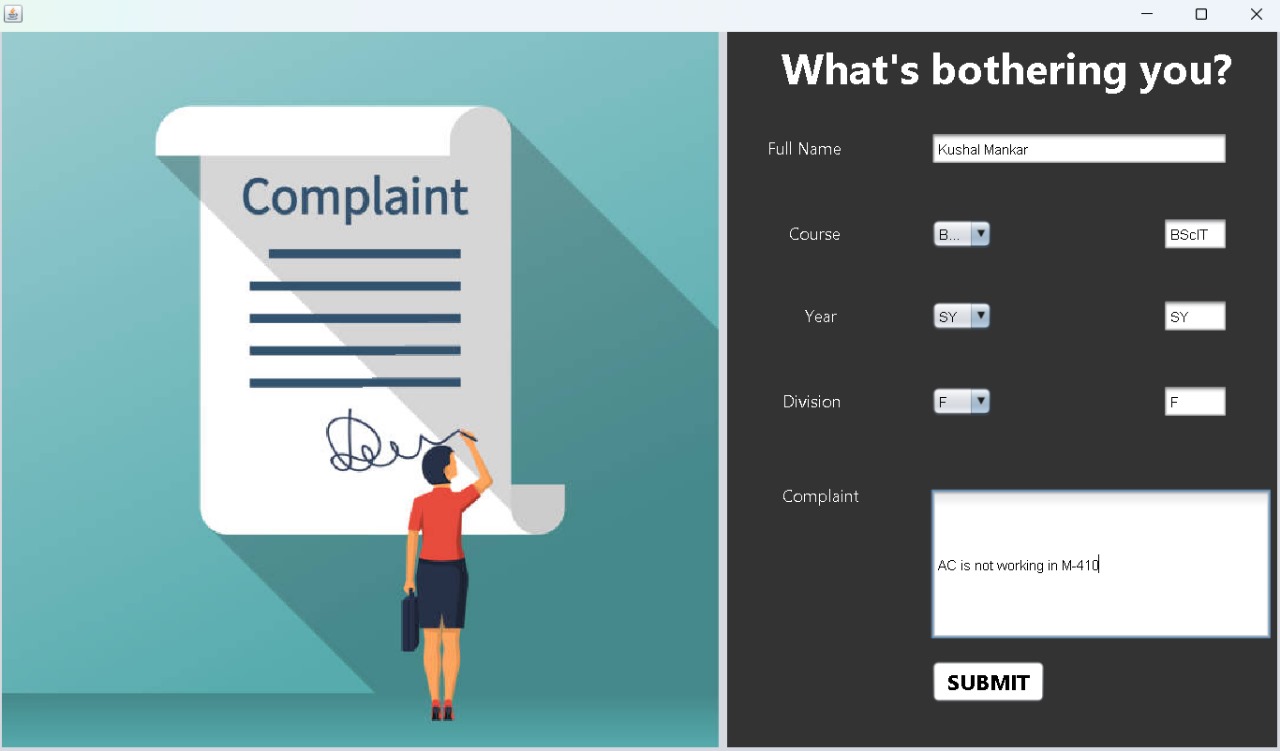 Complaint
What's bothering you?
Full Name Kushal Mankar
Course B... BScIT
Year SY SY
Division F F
Complaint
AC is not working in M-410
SUBMIT